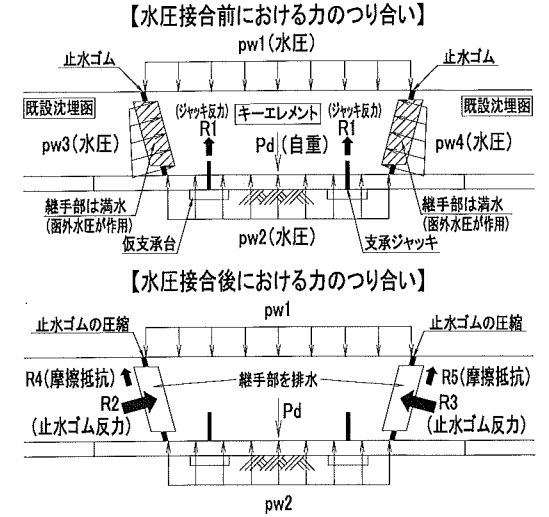 【水圧接合前における力のつり合い】
pw1(水圧)
止水ゴム
止水ゴム
既設沈埋函
(ジャッキ反力)
R1
キーエレメント
(ジャッキ反力)
R1
既設沈埋函
pw3(水圧)
Pd(自重)
pw4(水圧)
継手部は満水
(函外水圧が作用)
継手部は満水
(函外水圧が作用)
仮支承台
pw2(水圧)
支承ジャッキ
【水圧接合後における力のつり合い】
pw1
止水ゴムの圧縮
止水ゴムの圧縮
R4(摩擦抵抗)
継手部を排水
R5(摩擦抵抗)
R2
(止水ゴム反力)
Pd
R3
(止水ゴム反力)
pw2